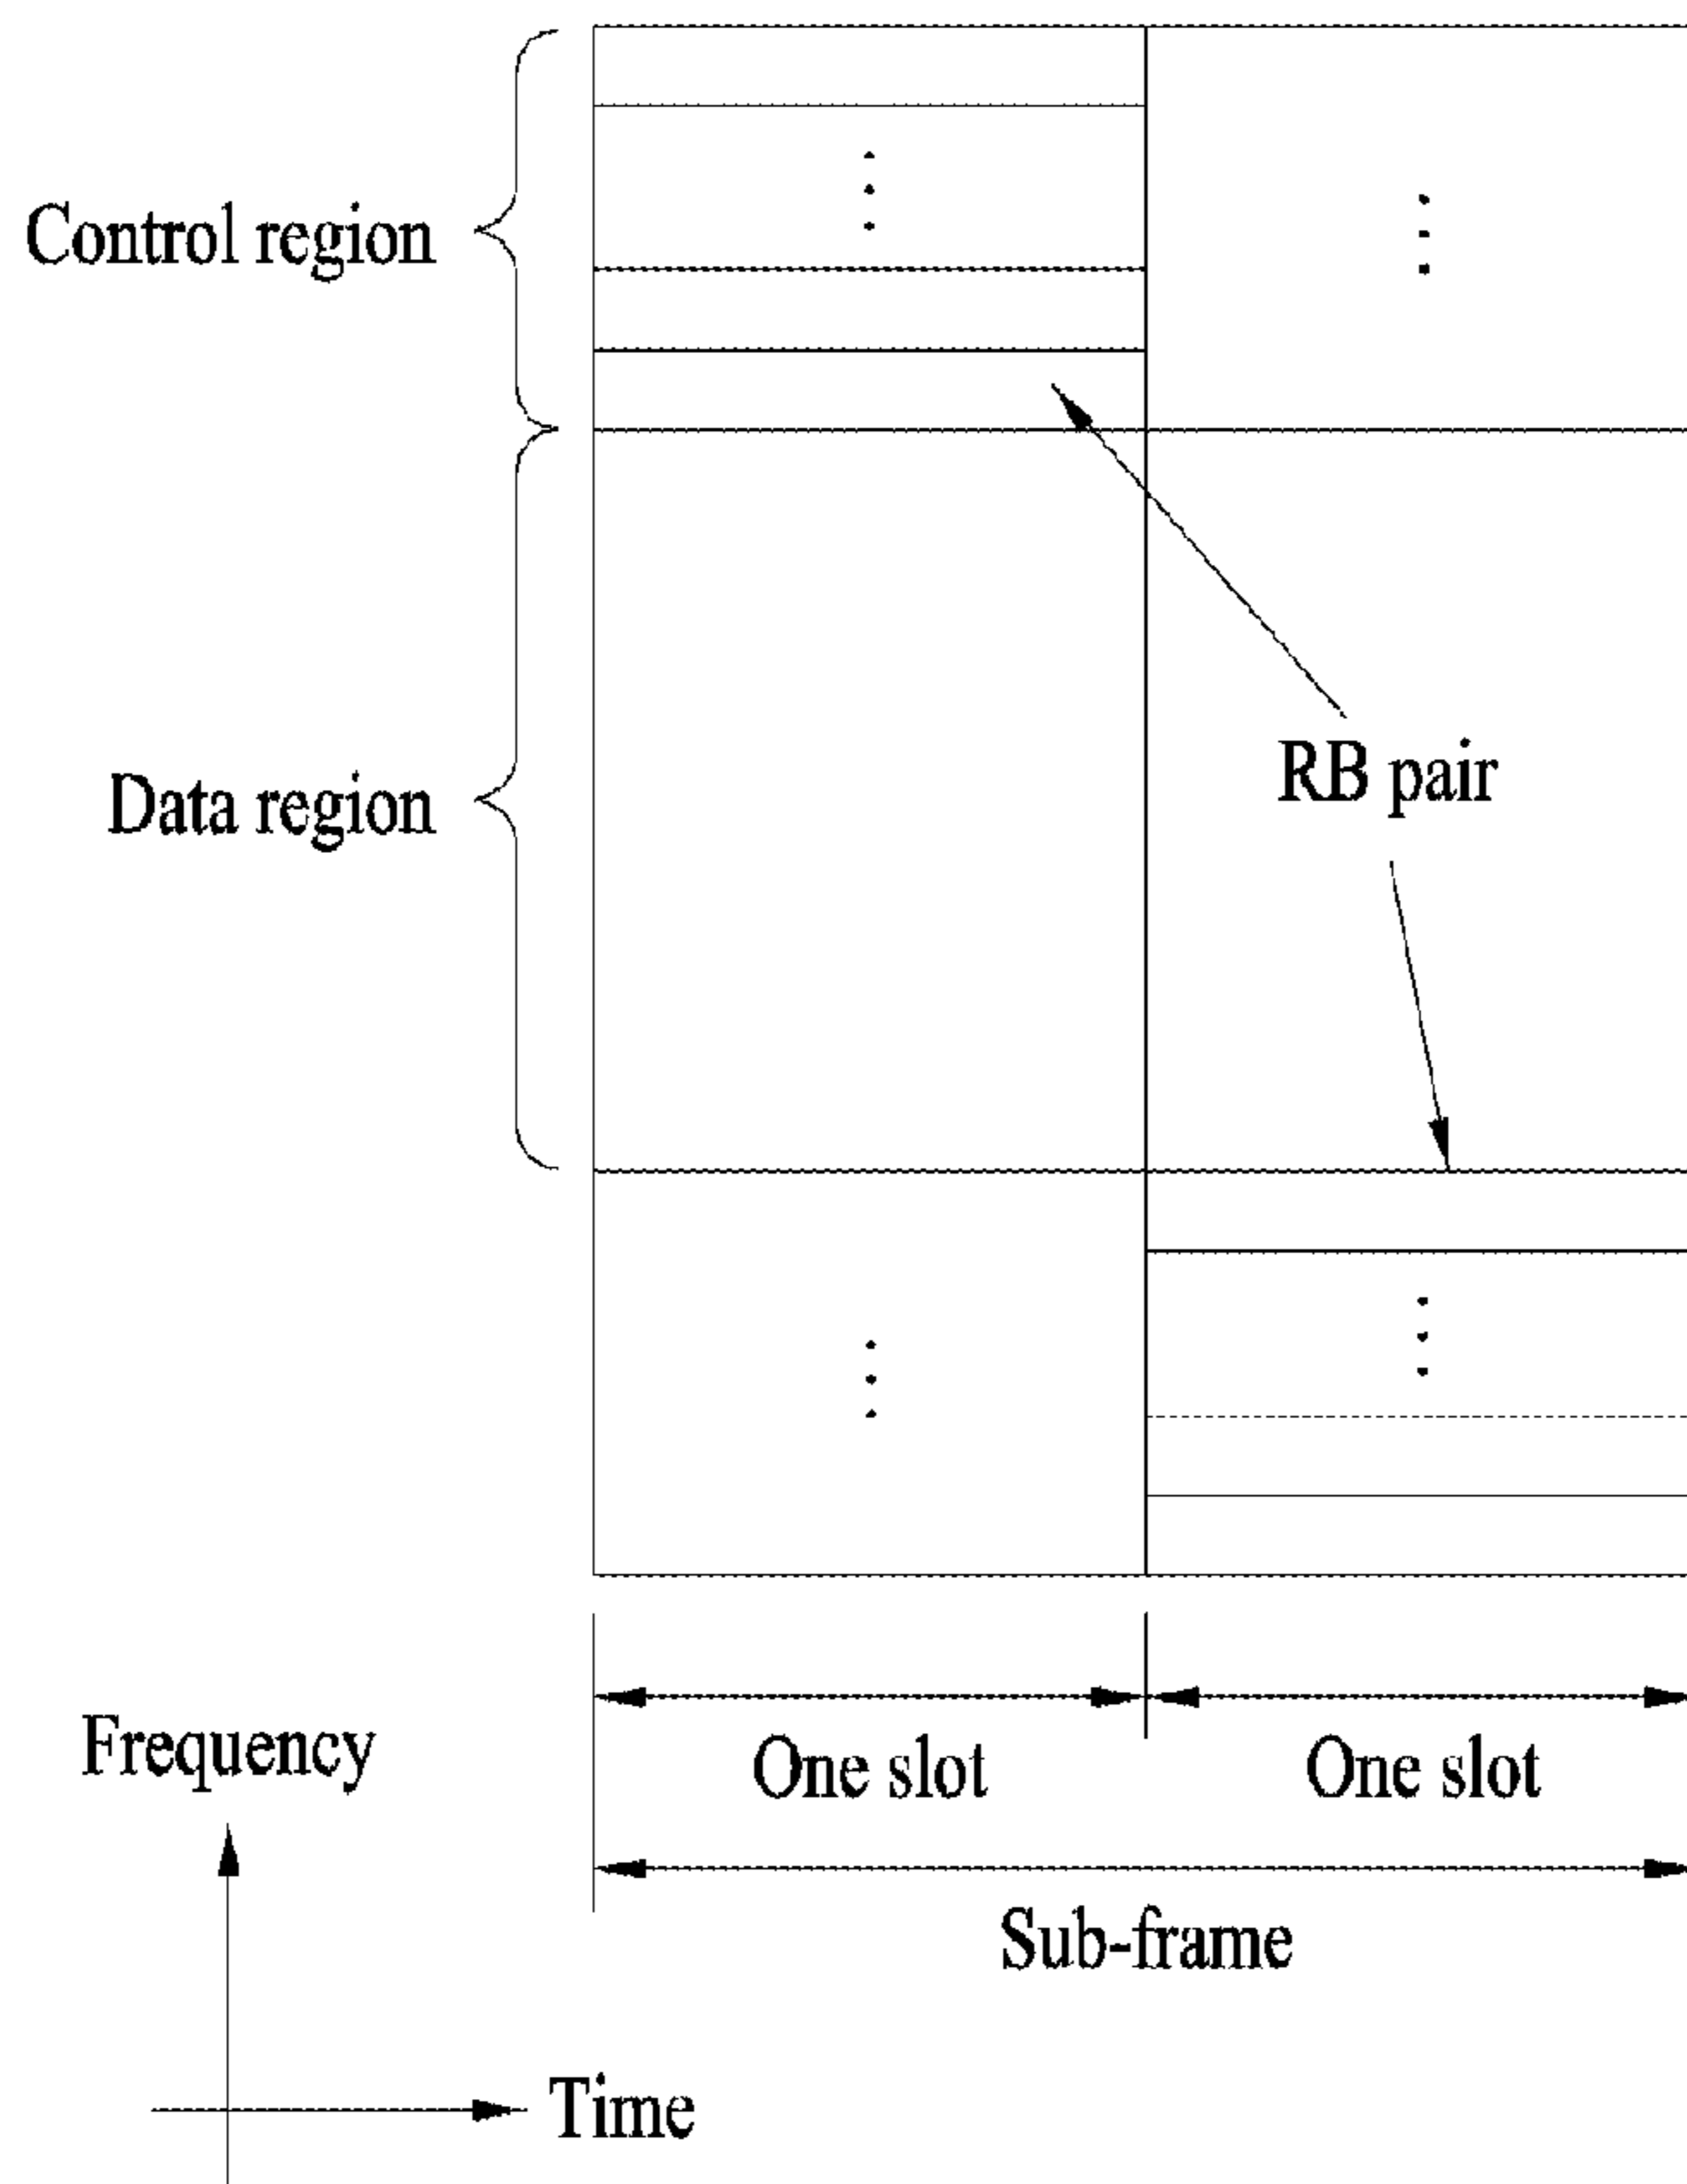 Control region
Data region
RB pair
One slot
One slot
Sub-frame
Frequency
Time